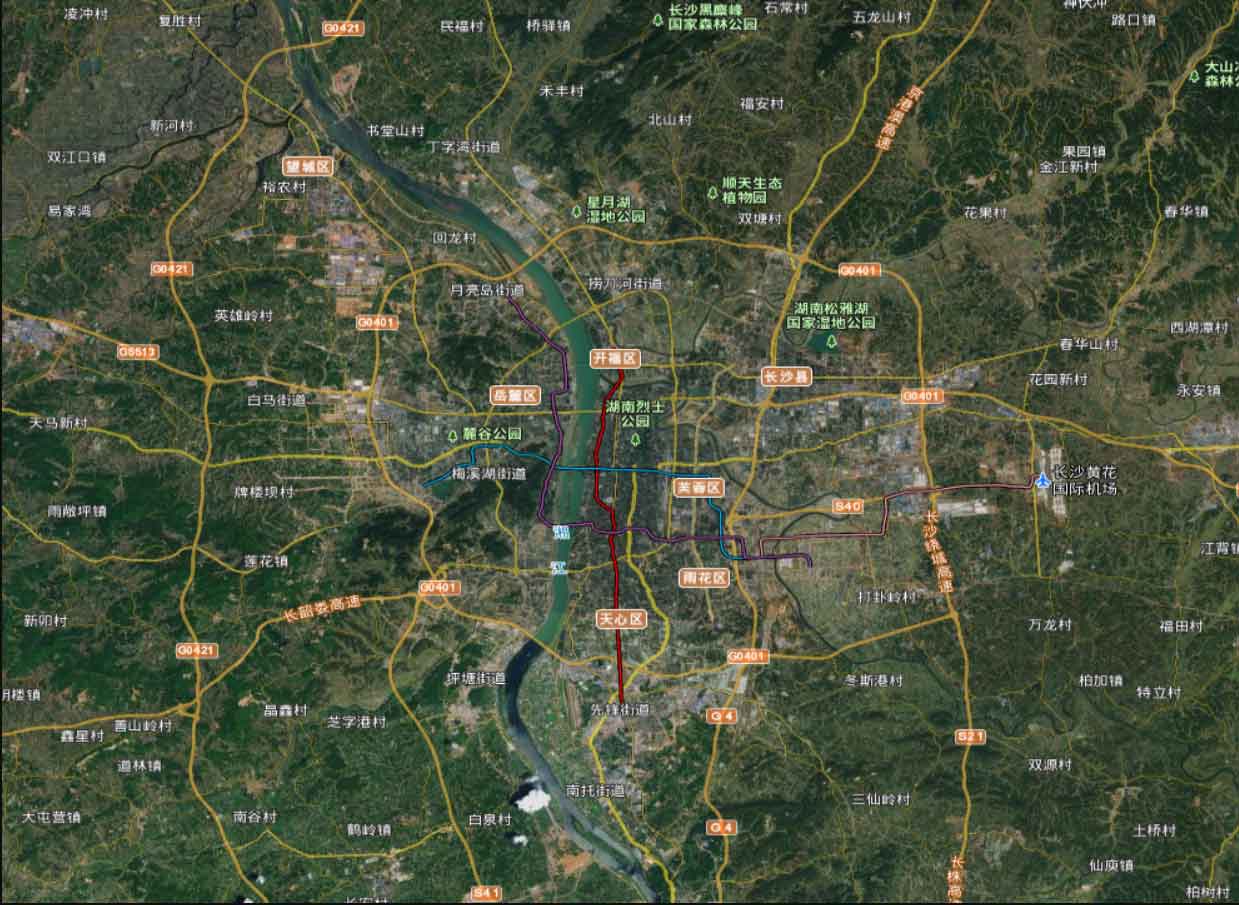 凌冲村
复胜村
G0421
民福村
桥驿镇
长沙黑麋峰
国家森林公园
石常村
五龙山村
神伏冲
路口镇
大山冲
森林公
禾丰村
福安村
北山村
京港澳高速
新河村
书堂山村
丁字湾街道
双江口镇
望城区
裕农村
果园镇
金江新村
顺天生态
植物园
星月湖
湿地公园
双塘村
易家湾
花果村
春华镇
回龙村
G0421
G0401
月亮岛街道
捞刀河街道
英雄岭村
G0401
湖南松雅湖
国家湿地公园
西湖潭村
春华山村
G5513
开福区
长沙县
花园新村
永安镇
白马街道
岳麓区
G0401
湖南烈士
公园
天马新村
麓谷公园
梅溪湖街道
长沙黄花
国际机场
牌楼坝村
芙蓉区
S40
雨敞坪镇
长沙绕城高速
湘
江
江背镇
莲花镇
雨花区
G0401
长韶娄高速
打卦岭村
新卯村
天心区
万龙村
福田村
G0421
G0401
坪塘街道
冬斯港村
柏加镇
特立村
明楼镇
晶鑫村
芝字港村
先锋街道
G4
善山岭村
鑫星村
S21
道林镇
双源村
南托街道
三仙岭村
大屯营镇
南谷村
鹤岭镇
白泉村
G4
土桥村
仙庾镇
长株高
S41
柏树村